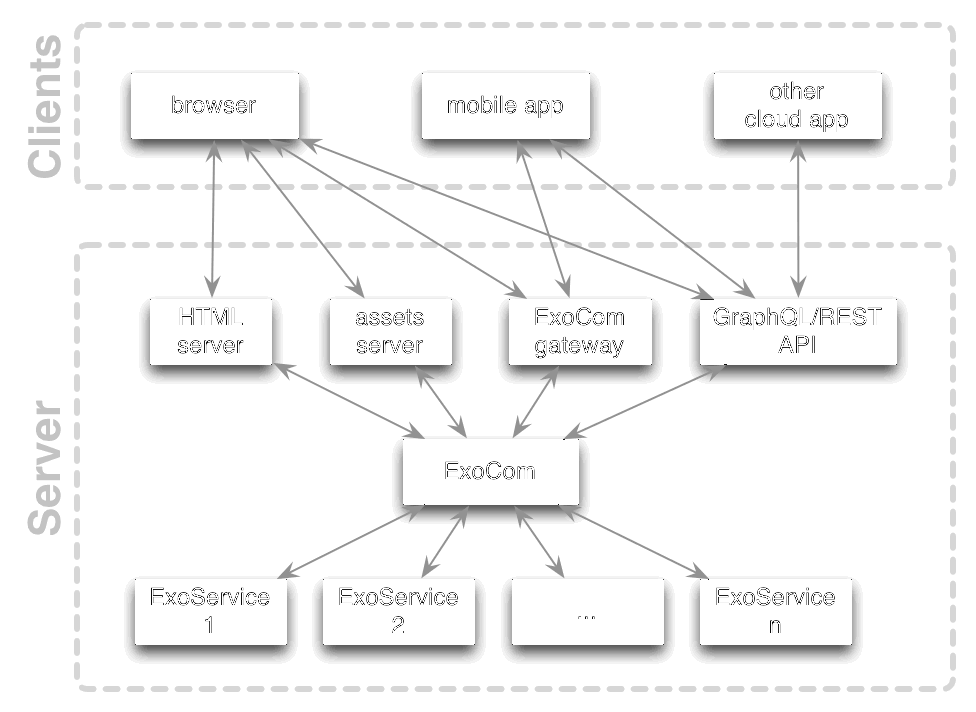 Clients
browser
mobile app
other
cloud app
Server
HTML
server
assets
server
ExoCom
gateway
GraphQL/REST
API
ExoCom
ExoService
1
ExoService
2
...
ExoService
n